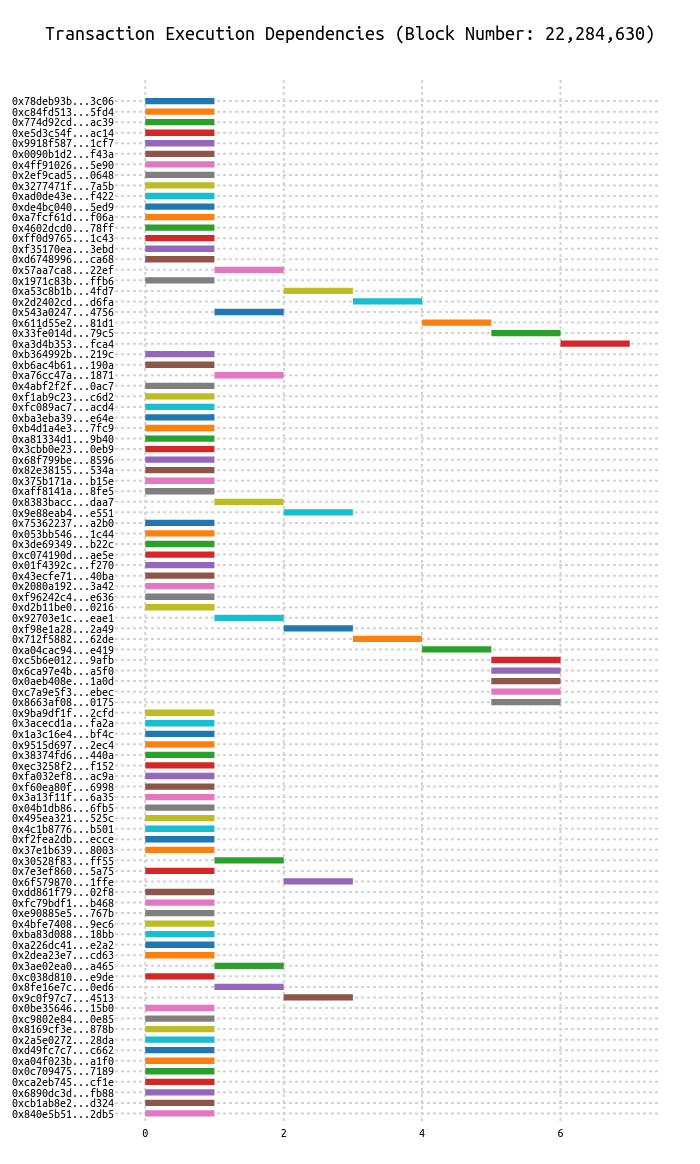 Transaction Execution Dependencies (Block Number: 22,284,630)
0x78deb93b...3c06
0xc84fd513...5fd4
0x774d92cd...ac39
0xe5d3c54f...ac14
0x9918f587...1cf7
0x0090b1d2...f43a
0x4ff91026...5e90
0x2ef9cad5...0648
0x3277471f...7a5b
0xad0de43e...f422
0xde4bc040...5ed9
0xa7fcf61d...f06a
0x4602dcd0...78ff
0xff0d9765...1c43
0xf35170ea...3ebd
0xd6748996...ca68
0x57aa7ca8...22ef
0x1971c83b...ffb6
0xa53c8b1b...4fd7
0x2d2402cd...d6fa
0x543a0247...4756
0x611d55e2...81d1
0x33fe014d...79c5
0xa3d4b353...fca4
0xb364992b...219c
0xb6ac4b61...190a
0xa76cc47a...1871
0x4abf2f2f...0ac7
0xf1ab9c23...c6d2
0xfc089ac7...acd4
0xba3eba39...e64e
0xb4d1a4e3...7fc9
0xa81334d1...9b40
0x3cbb0e23...0eb9
0x68f799be...8596
0x82e38155...534a
0x375b171a...b15e
0xaff8141a...8fe5
0x8383bacc...daa7
0x9e88eab4...e551
0x75362237...a2b0
0x053bb546...1c44
0x3de69349...b22c
0xc074190d...ae5e
0x01f4392c...f270
0x43ecfe71...40ba
0x2080a192...3a42
0xf96242c4...e636
0xd2b11be0...0216
0x92703e1c...eae1
0xf98e1a28...2a49
0x712f5882...62de
0xa04cac94...e419
0xc5b6e012...9afb
0x6ca97e4b...a5f0
0x0aeb408e...1a0d
0xc7a9e5f3...ebec
0x8663af08...0175
0x9ba9df1f...2cfd
0x3acecd1a...fa2a
0x1a3c16e4...bf4c
0x9515d697...2ec4
0x38374fd6...440a
0xec3258f2...f152
0xfa032ef8...ac9a
0xf60ea80f...6998
0x3a13f11f...6a35
0x04b1db86...6fb5
0x495ea321...525c
0x4c1b8776...b501
0xf2fea2db...ecce
0x37e1b639...8003
0x30528f83...ff55
0x7e3ef860...5a75
0x6f579870...1ffe
0xdd861f79...02f8
0xfc79bdf1...b468
0xe90885e5...767b
0x4bfe7408...9ec6
0xba83d088...18bb
0xa226dc41...e2a2
0x2dea23e7...cd63
0x3ae02ea0...a465
0xc038d810...e9de
0x8fe16e7c...0ed6
0x9c0f97c7...4513
0x0be35646...15b0
0xc9802e84...0e85
0x8169cf3e...878b
0x2a5e0272...28da
0xd49fc7c7...c662
0xa04f023b...a1f0
0x0c709475...7189
0xca2eb745...cf1e
0x6890dc3d...fb88
0xcb1ab8e2...d324
0x840e5b51...2db5
0 2 4 6